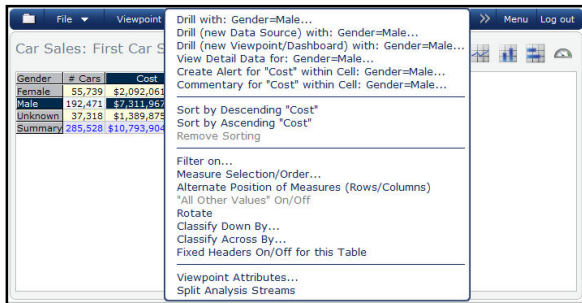 File Viewpoint
Menu Log out
Car Sales: First Car S
Gender # Cars Cost
Female 55,739 $2,092,061
Male 192,471 $7,311,967
Unknown 37,318 $1,389,875
Summary 285,528 $10,793,904
Drill with: Gender=Male...
Drill (new Data Source) with: Gender=Male...
Drill (new Viewpoint/Dashboard) with: Gender=Male...
View Detail Data for: Gender=Male...
Create Alert for "Cost" within Cell: Gender=Male...
Commentary for "Cost" within Cell: Gender=Male...
Sort by Descending "Cost"
Sort by Ascending "Cost"
Remove Sorting
Filter on...
Measure Selection/Order...
Alternate Position of Measures (Rows/Columns)
"All Other Values" On/Off
Rotate
Classify Down By...
Classify Across By...
Fixed Headers On/Off for this Table
Viewpoint Attributes...
Split Analysis Streams